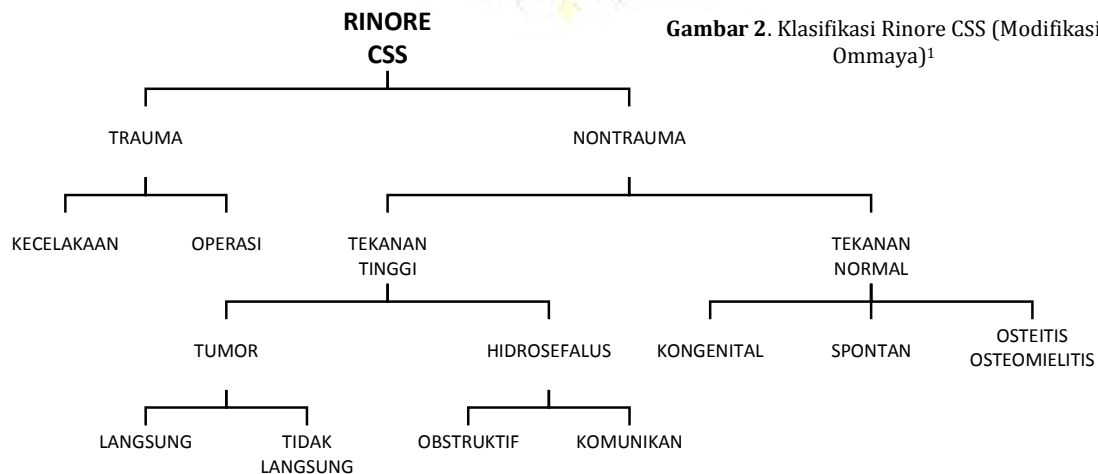 RINORE
CSS
Gambar 2. Klasifikasi Rinore CSS (Modifikasi
Ommaya)¹
TRAUMA
NONTRAUMA
KECELAKAAN
OPERASI
TEKANAN
TINGGI
TEKANAN
NORMAL
TUMOR
HIDROSEFALUS
KONGENITAL
SPONTAN
OSTEITIS
OSTEOMIELITIS
LANGSUNG
TIDAK
LANGSUNG
OBSTRUKTIF
KOMUNIKAN